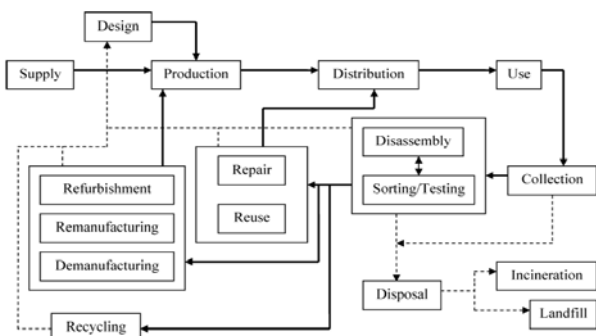 Design
Supply
Production
Distribution
Use
Disassembly
Repair
Sorting/Testing
Collection
Refurbishment
Reuse
Remanufacturing
Demanufacturing
Incineration
Disposal
Landfill
Recycling